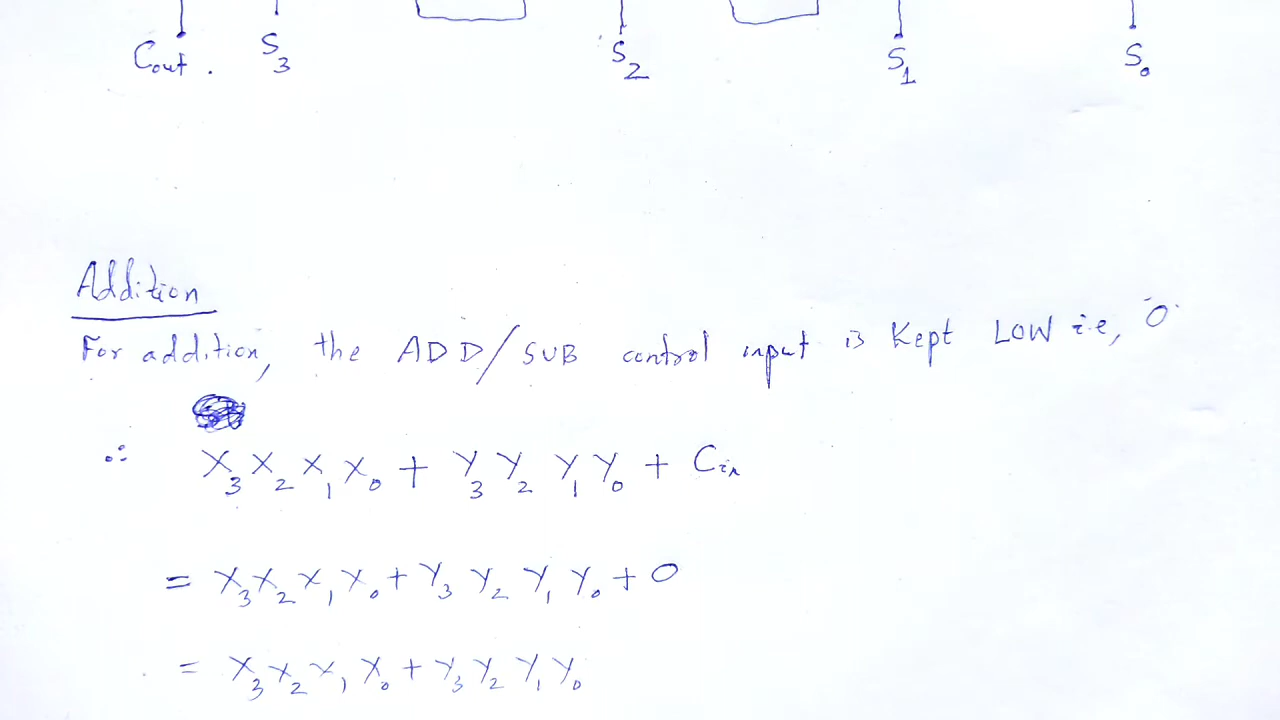 Cout . S3 S2 S1 S0
Addition
For addition, the ADD/SUB control input is kept LOW i.e, '0'
∴ X3 X2 X1 X0 + Y3 Y2 Y1 Y0 + Cin
= X3 X2 X1 X0 + Y3 Y2 Y1 Y0 + 0
= X3 X2 X1 X0 + Y3 Y2 Y1 Y0